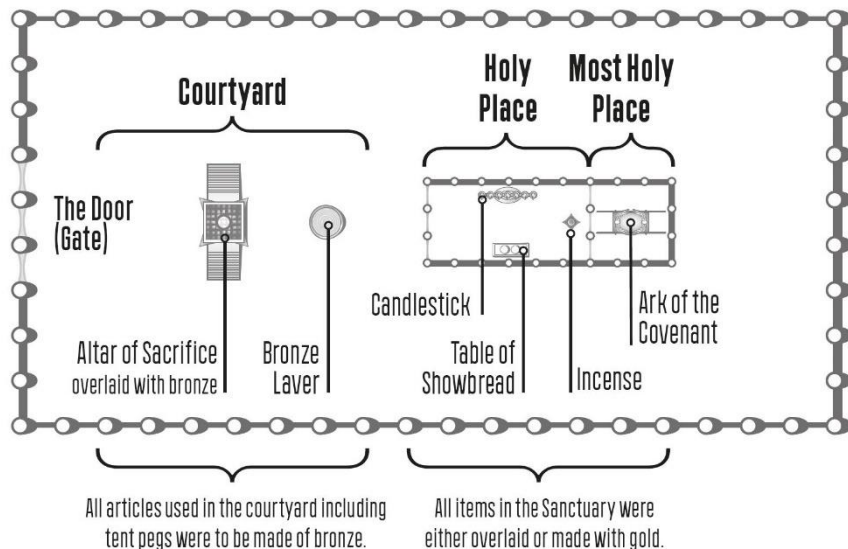 Courtyard
Holy
Place
Most Holy
Place
The Door
(Gate)
Altar of Sacrifice
overlaid with bronze
Bronze
Laver
Candlestick
Table of
Showbread
Incense
Ark of the
Covenant
All articles used in the courtyard including
tent pegs were to be made of bronze.
All items in the Sanctuary were
either overlaid or made with gold.